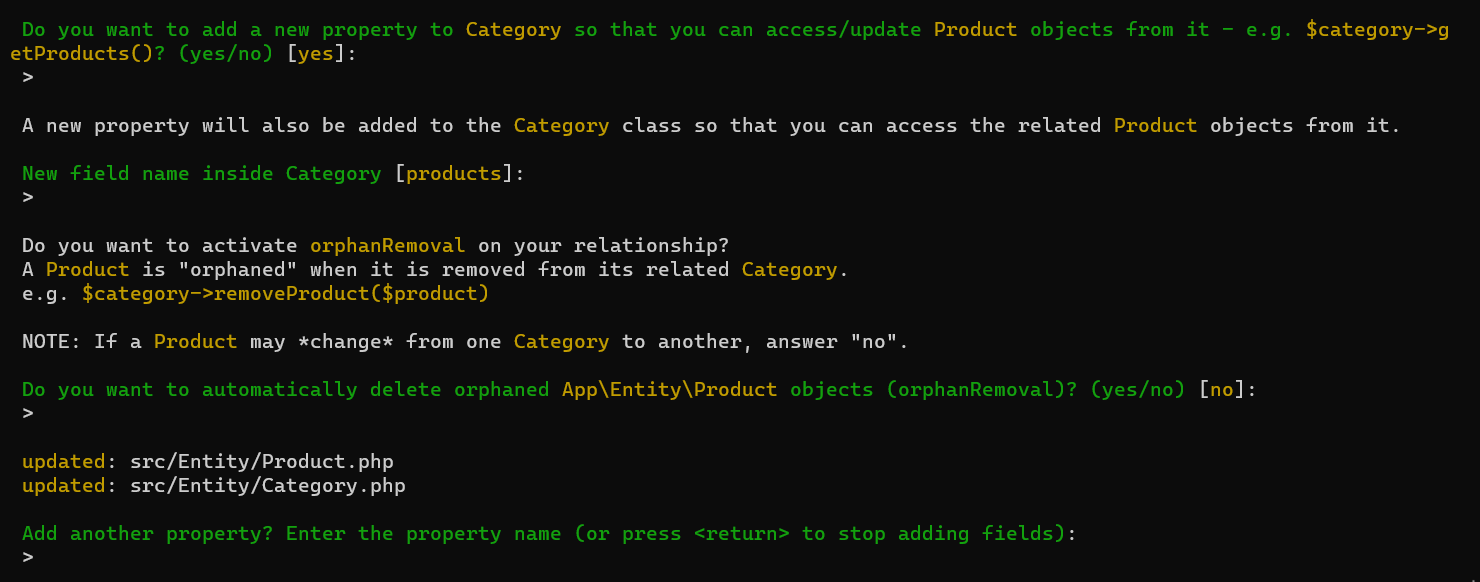 Do you want to add a new property to Category so that you can access/update Product objects from it - e.g. $category->g
etProducts()? (yes/no) [yes]:
>
A new property will also be added to the Category class so that you can access the related Product objects from it.
New field name inside Category [products]:
>
Do you want to activate orphanRemoval on your relationship?
A Product is "orphaned" when it is removed from its related Category.
e.g. $category->removeProduct($product)
NOTE: If a Product may *change* from one Category to another, answer "no".
Do you want to automatically delete orphaned App\Entity\Product objects (orphanRemoval)? (yes/no) [no]:
>
updated: src/Entity/Product.php
updated: src/Entity/Category.php
Add another property? Enter the property name (or press <return> to stop adding fields):
>